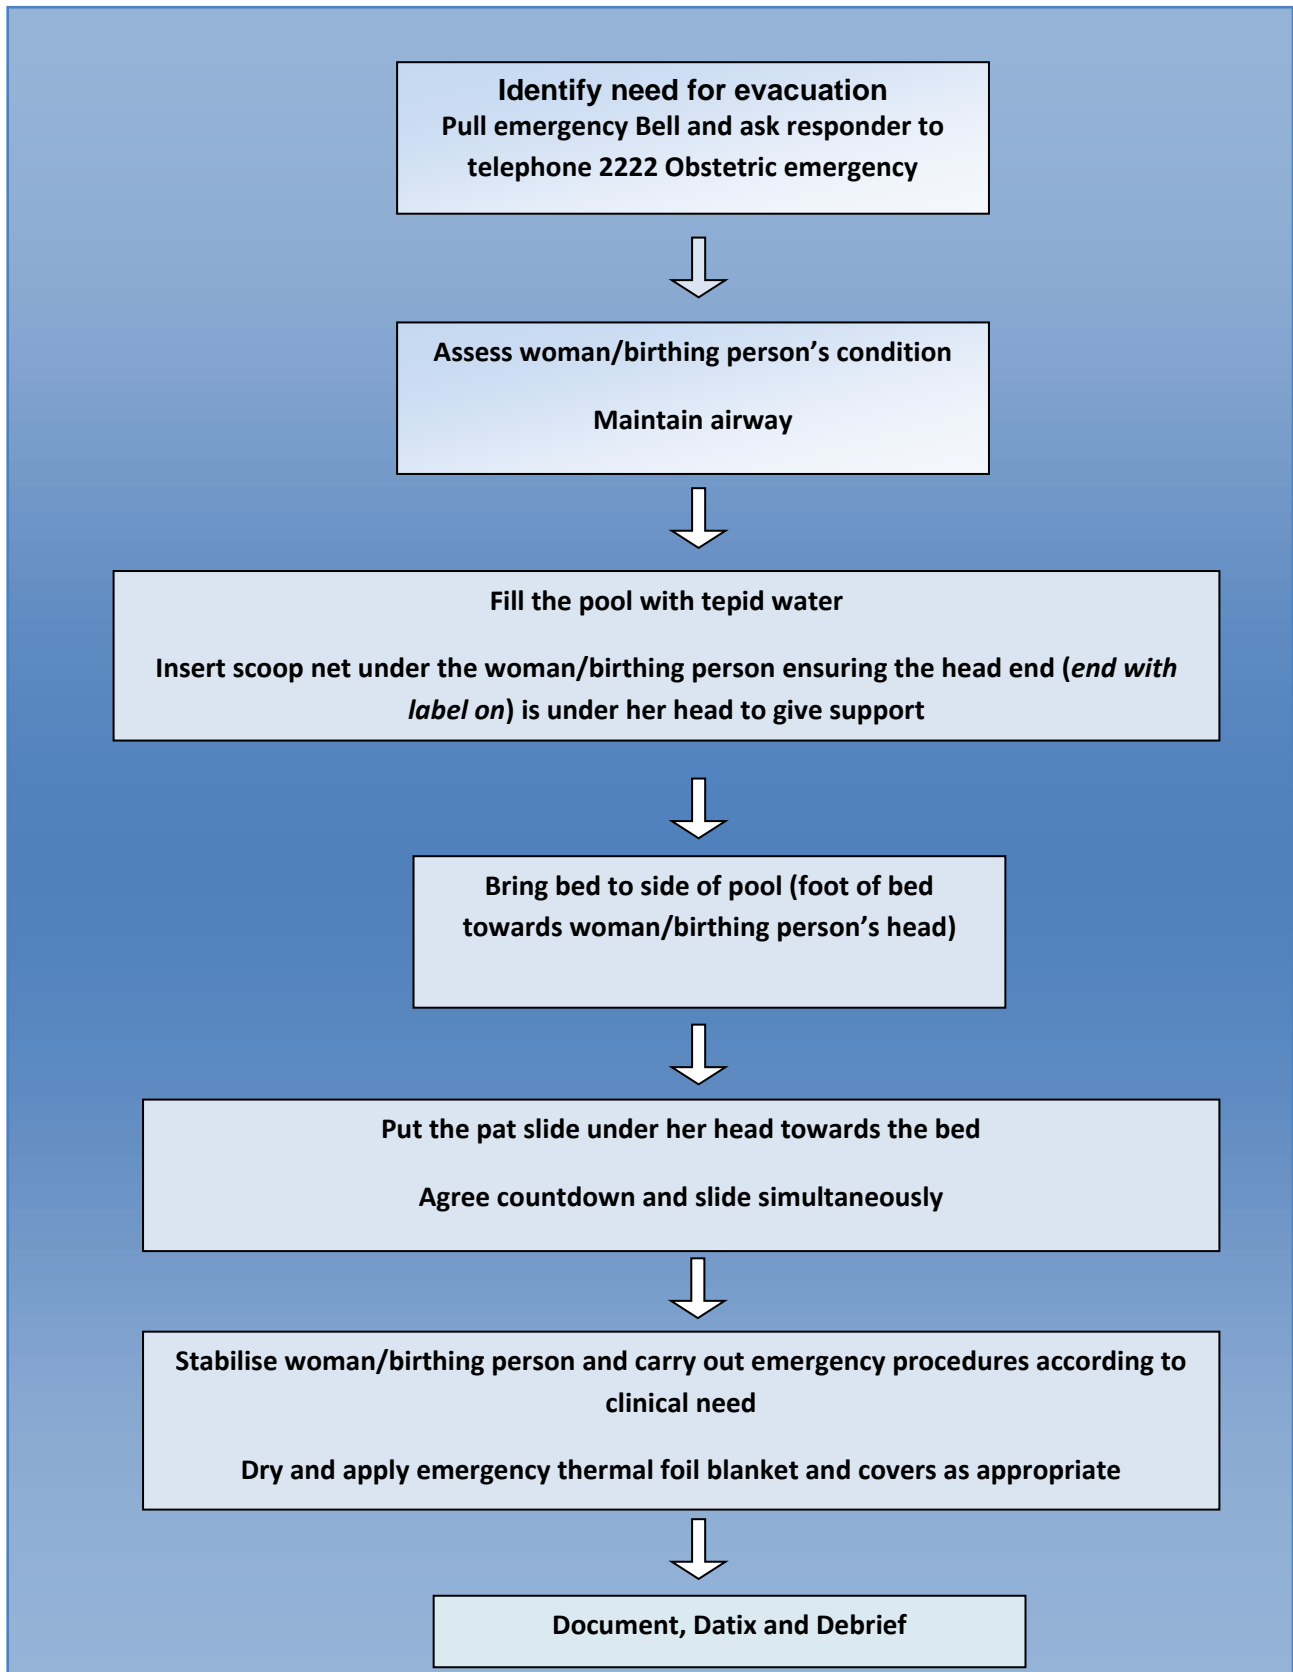 Identify need for evacuation
Pull emergency Bell and ask responder to
telephone 2222 Obstetric emergency
Assess woman/birthing person’s condition
Maintain airway
Fill the pool with tepid water
Insert scoop net under the woman/birthing person ensuring the head end (end with
label on) is under her head to give support
Bring bed to side of pool (foot of bed
towards woman/birthing person’s head)
Put the pat slide under her head towards the bed
Agree countdown and slide simultaneously
Stabilise woman/birthing person and carry out emergency procedures according to
clinical need
Dry and apply emergency thermal foil blanket and covers as appropriate
Document, Datix and Debrief